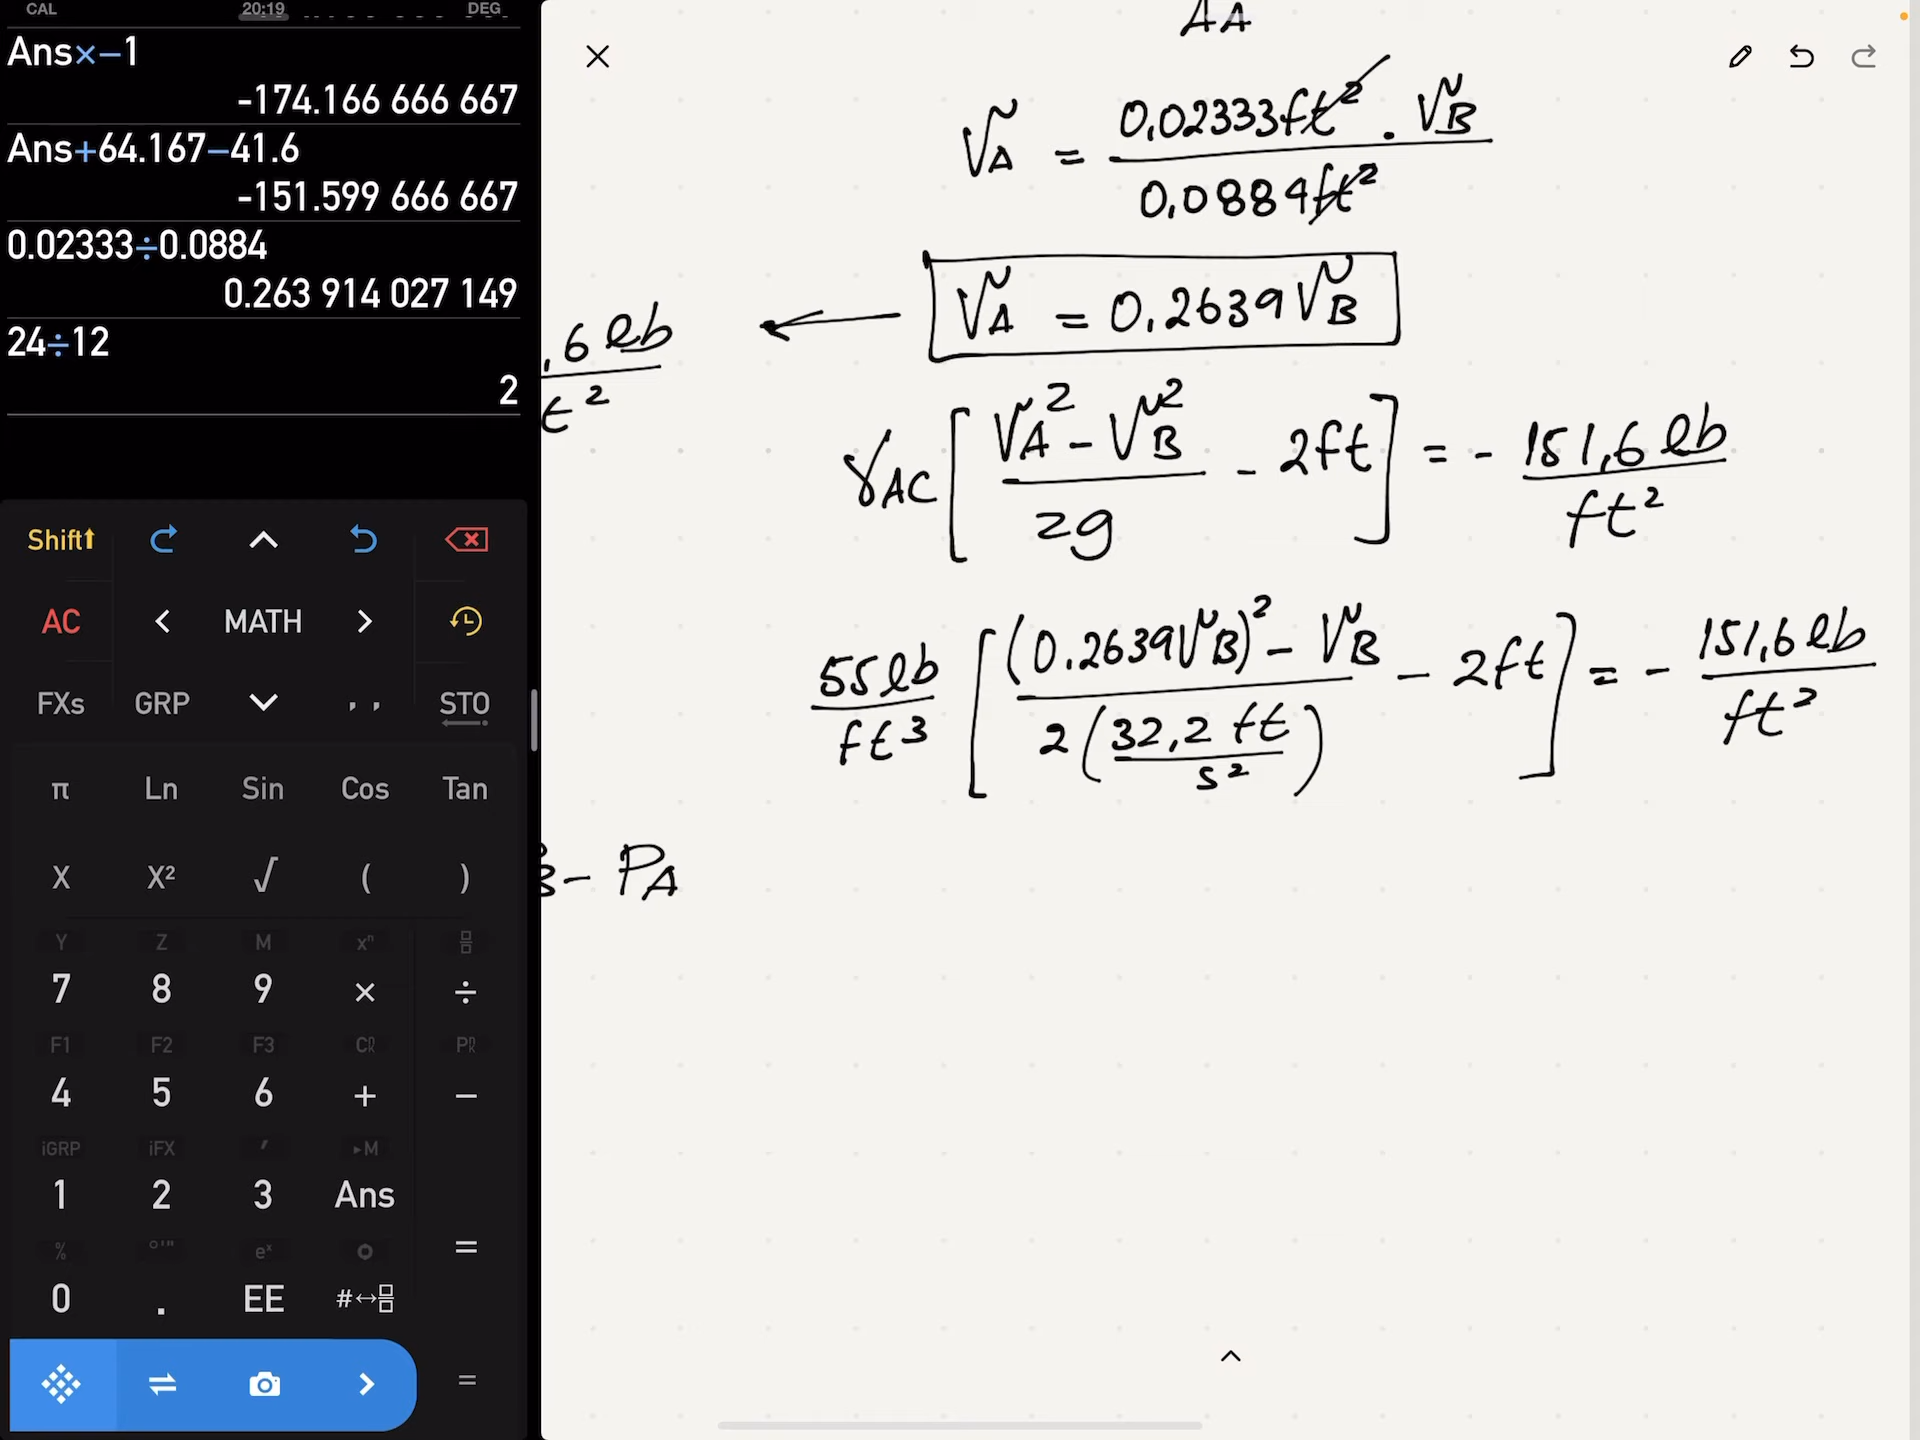 CAL 20:19 DEG
Ans×−1
-174.166 666 667
Ans+64.167−41.6
-151.599 666 667
0.02333÷0.0884
0.263 914 027 149
24÷12
2
Shift
AC < MATH >
FXs GRP , , STO
π Ln Sin Cos Tan
X X² √ ( )
Y Z M xⁿ
7 8 9 × ÷
F1 F2 F3 CR PR
4 5 6 + −
iGRP iFX ′ ▸M
1 2 3 Ans
% °'" eˣ
=
0 . EE #↔
=
AA
VA = 0,02333ft² . VB
0,0884ft²
VA = 0,2639VB
,6 lb
t²
γAC [ VA² - VB² - 2ft ] = - 151,6 lb
2g ft²
55lb [ (0.2639VB)² - VB - 2ft ] = - 151,6lb
ft³ 2(32,2 ft) ft²
s²
B- PA